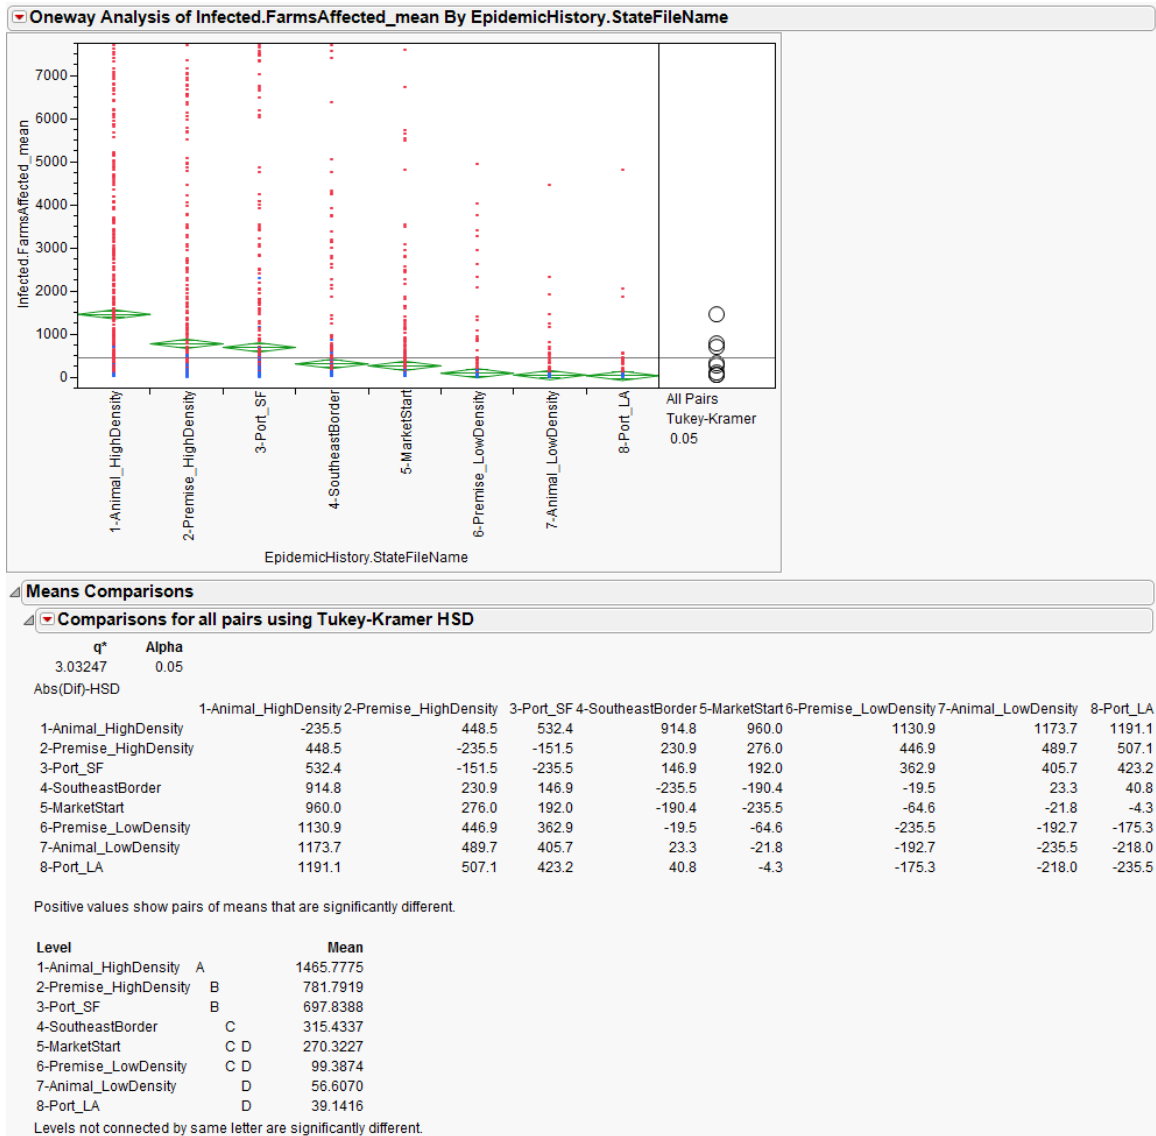 Oneway Analysis of Infected.FarmsAffected_mean By EpidemicHistory.StateFileName
Infected.FarmsAffected_mean
7000
6000
5000
4000
3000
2000
1000
0
1-Animal_HighDensity
2-Premise_HighDensity
3-Port_SF
4-SoutheastBorder
5-MarketStart
6-Premise_LowDensity
7-Animal_LowDensity
8-Port_LA
All Pairs
Tukey-Kramer
0.05
EpidemicHistory.StateFileName
Means Comparisons
Comparisons for all pairs using Tukey-Kramer HSD
q* Alpha
3.03247 0.05
Abs(Dif)-HSD
1-Animal_HighDensity 2-Premise_HighDensity 3-Port_SF 4-SoutheastBorder 5-MarketStart 6-Premise_LowDensity 7-Animal_LowDensity 8-Port_LA
1-Animal_HighDensity -235.5 448.5 532.4 914.8 960.0 1130.9 1173.7 1191.1
2-Premise_HighDensity 448.5 -235.5 -151.5 230.9 276.0 446.9 489.7 507.1
3-Port_SF 532.4 -151.5 -235.5 146.9 192.0 362.9 405.7 423.2
4-SoutheastBorder 914.8 230.9 146.9 -235.5 -190.4 -19.5 23.3 40.8
5-MarketStart 960.0 276.0 192.0 -190.4 -235.5 -64.6 -21.8 -4.3
6-Premise_LowDensity 1130.9 446.9 362.9 -19.5 -64.6 -235.5 -192.7 -175.3
7-Animal_LowDensity 1173.7 489.7 405.7 23.3 -21.8 -192.7 -235.5 -218.0
8-Port_LA 1191.1 507.1 423.2 40.8 -4.3 -175.3 -218.0 -235.5
Positive values show pairs of means that are significantly different.
Level Mean
1-Animal_HighDensity A 1465.7775
2-Premise_HighDensity B 781.7919
3-Port_SF B 697.8388
4-SoutheastBorder C 315.4337
5-MarketStart C D 270.3227
6-Premise_LowDensity C D 99.3874
7-Animal_LowDensity D 56.6070
8-Port_LA D 39.1416
Levels not connected by same letter are significantly different.